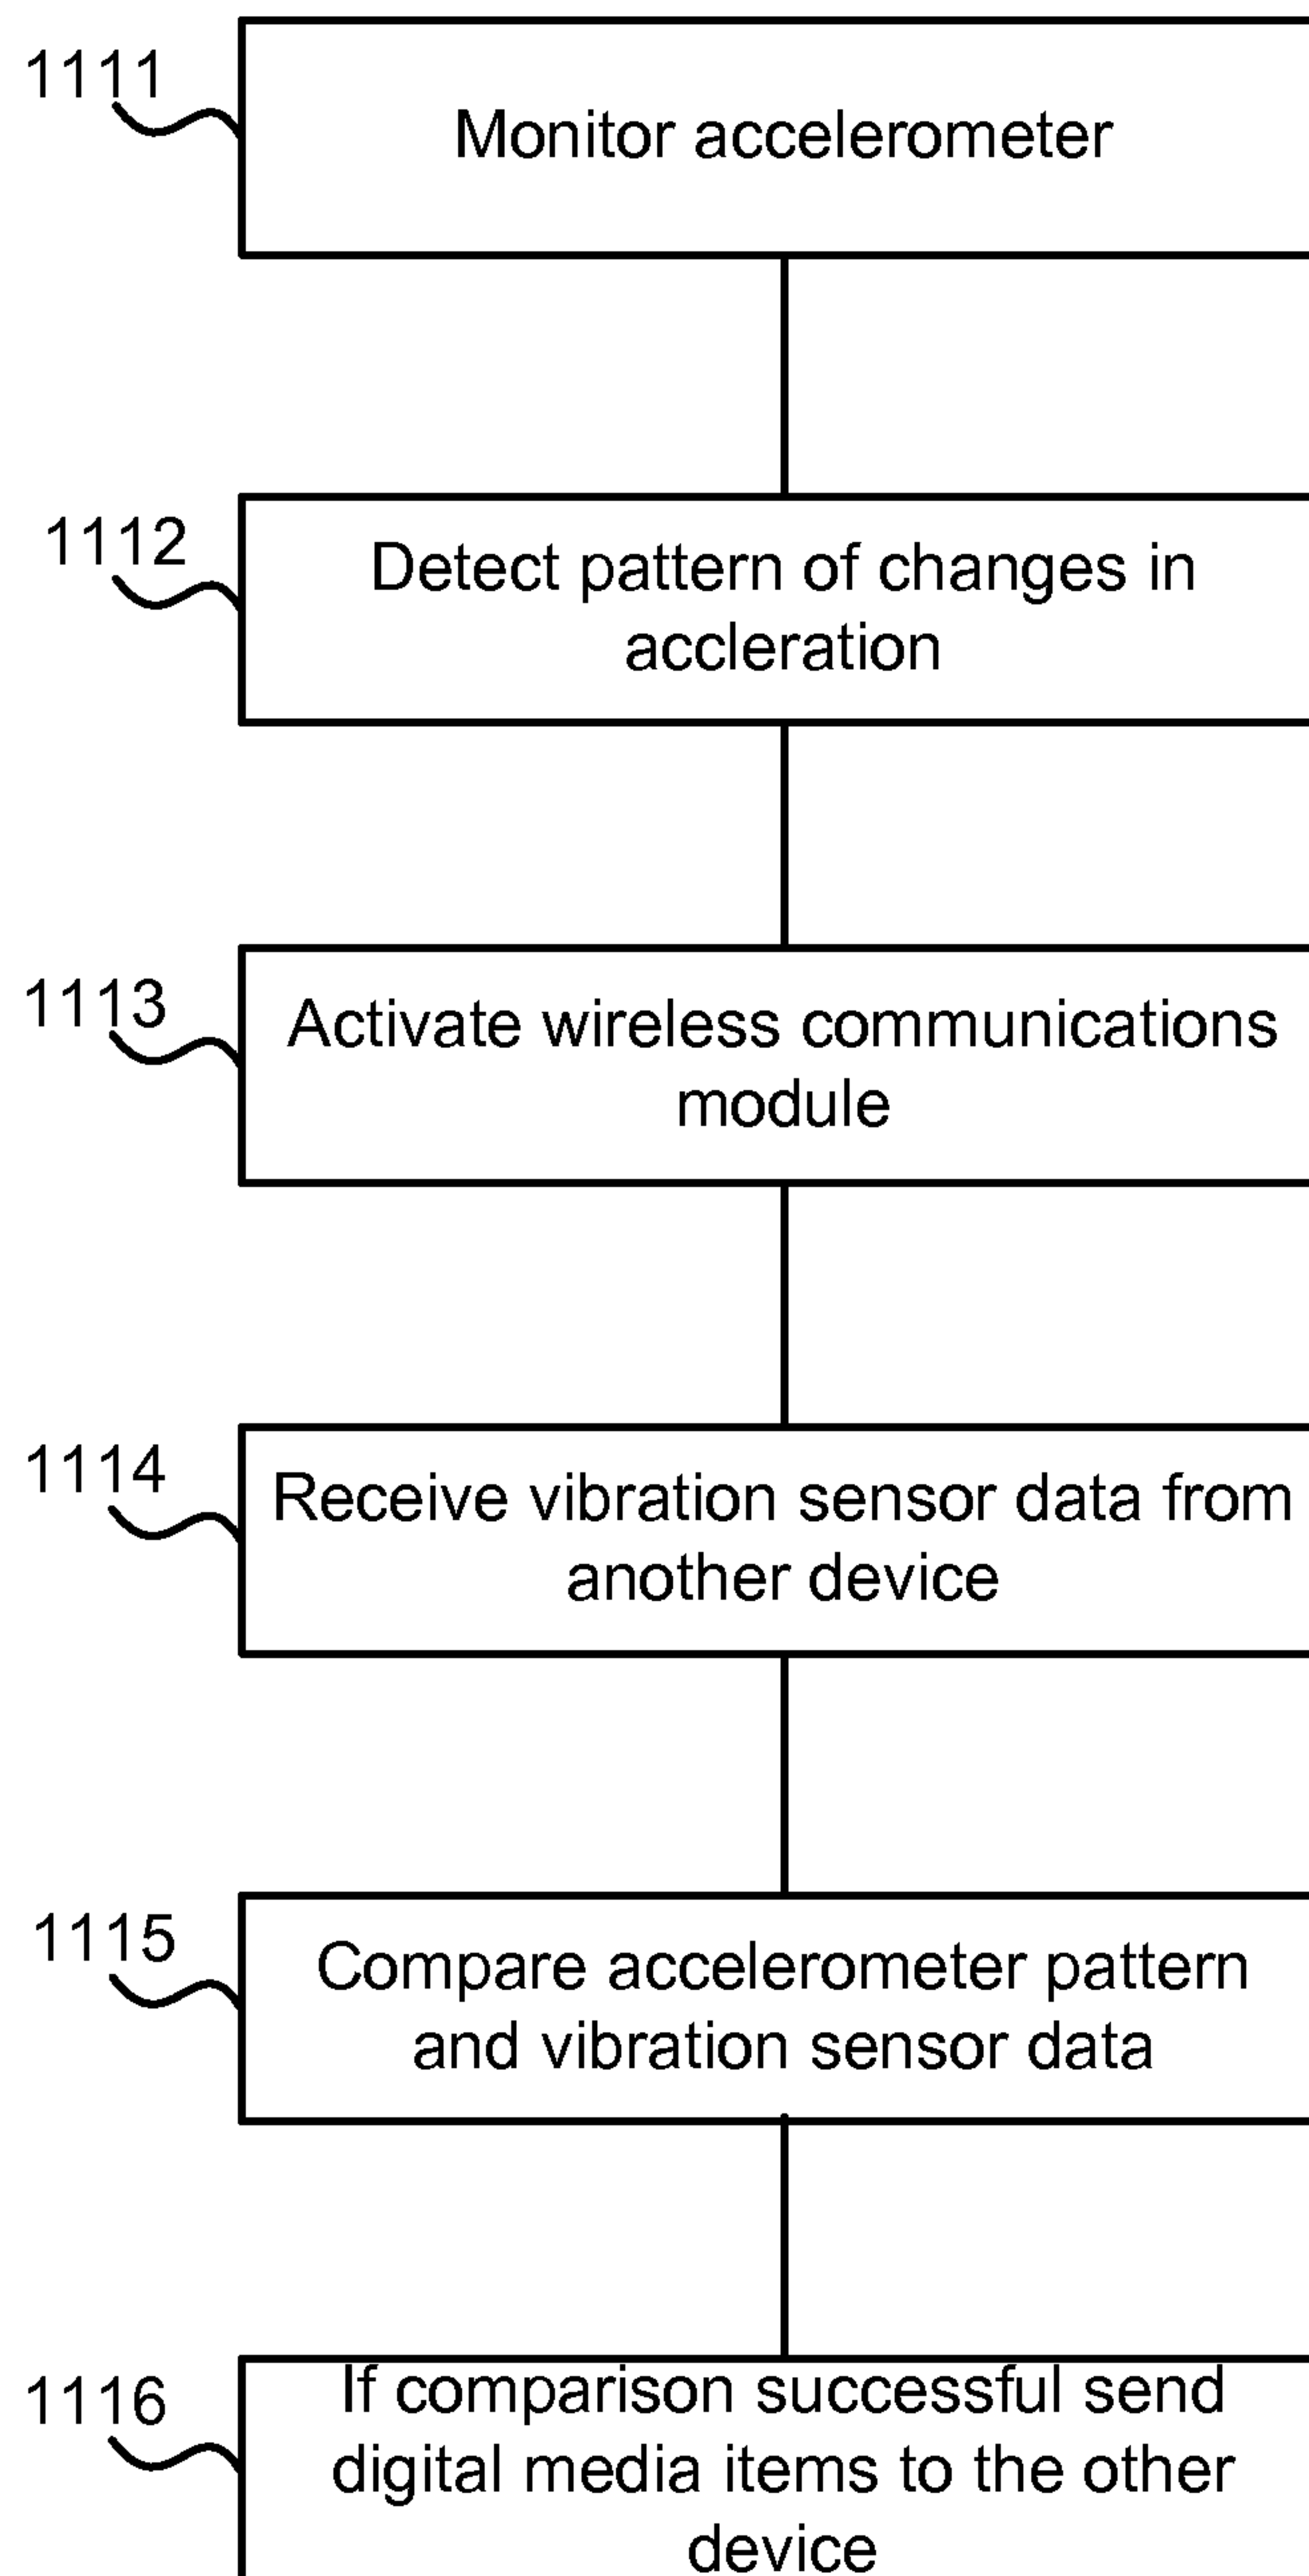 1111
Monitor accelerometer
1112
Detect pattern of changes in
accleration
1113
Activate wireless communications
module
1114
Receive vibration sensor data from
another device
1115
Compare accelerometer pattern
and vibration sensor data
1116
If comparison successful send
digital media items to the other
device